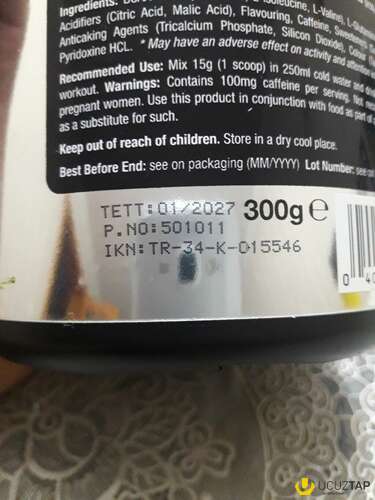 Ingredients:
L-Valine),
Acidifiers (Citric Acid, Malic Acid), Flavouring, Caffeine,
Anticaking Agents (Tricalcium Phosphate, Silicon Dioxide),
Pyridoxine HCL. * May have an adverse effect on activity and
Recommended Use: Mix 15g (1 scoop) in 250ml cold water and
workout. Warnings: Contains 100mg caffeine per serving. Not
pregnant women. Use this product in conjunction with food as part of
as a substitute for such.
Keep out of reach of children. Store in a dry cool place.
Best Before End: see on packaging (MM/YYYY) Lot Number: see
TETT:01/2027 300g ℮
P.NO:501011
IKN:TR-34-K-015546
UCUZTAP